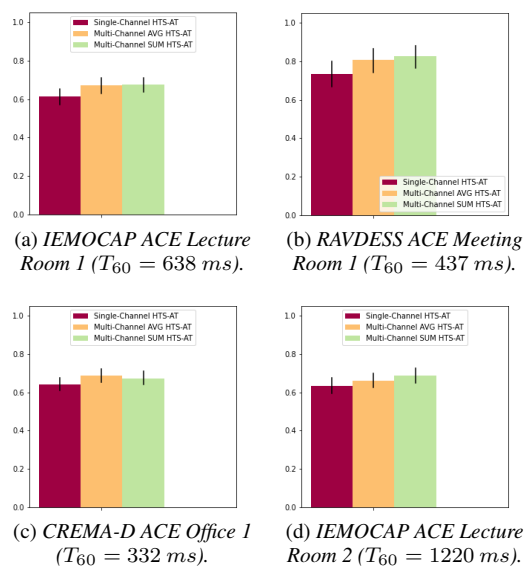 1.0
0.8
0.6
0.4
0.2
0.0
Single-Channel HTS-AT
Multi-Channel AVG HTS-AT
Multi-Channel SUM HTS-AT
(a) IEMOCAP ACE Lecture
Room 1 (T60 = 638 ms).
1.0
0.8
0.6
0.4
0.2
0.0
Single-Channel HTS-AT
Multi-Channel AVG HTS-AT
Multi-Channel SUM HTS-AT
(b) RAVDESS ACE Meeting
Room 1 (T60 = 437 ms).
1.0
0.8
0.6
0.4
0.2
0.0
Single-Channel HTS-AT
Multi-Channel AVG HTS-AT
Multi-Channel SUM HTS-AT
(c) CREMA-D ACE Office 1
(T60 = 332 ms).
1.0
0.8
0.6
0.4
0.2
0.0
Single-Channel HTS-AT
Multi-Channel AVG HTS-AT
Multi-Channel SUM HTS-AT
(d) IEMOCAP ACE Lecture
Room 2 (T60 = 1220 ms).